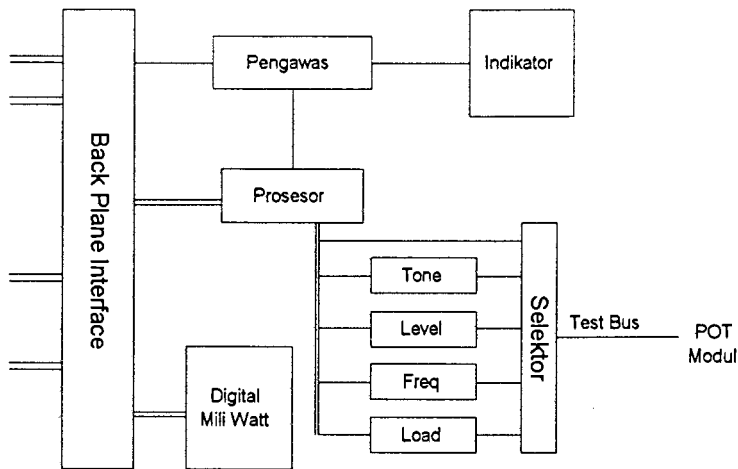 Pengawas
Indikator
Back Plane Interface
Prosesor
Tone
Level
Freq
Load
Selektor
Test Bus
POT
Modul
Digital
Mili Watt